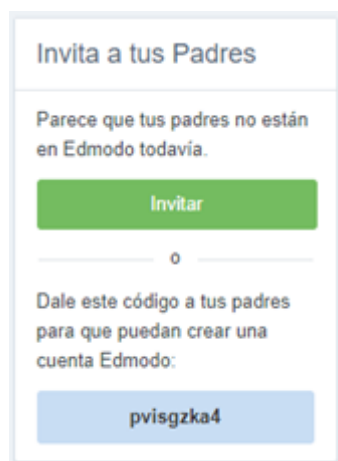 Invita a tus Padres
Parece que tus padres no están
en Edmodo todavía.
Invitar
o
Dale este código a tus padres
para que puedan crear una
cuenta Edmodo:
pvisgzka4